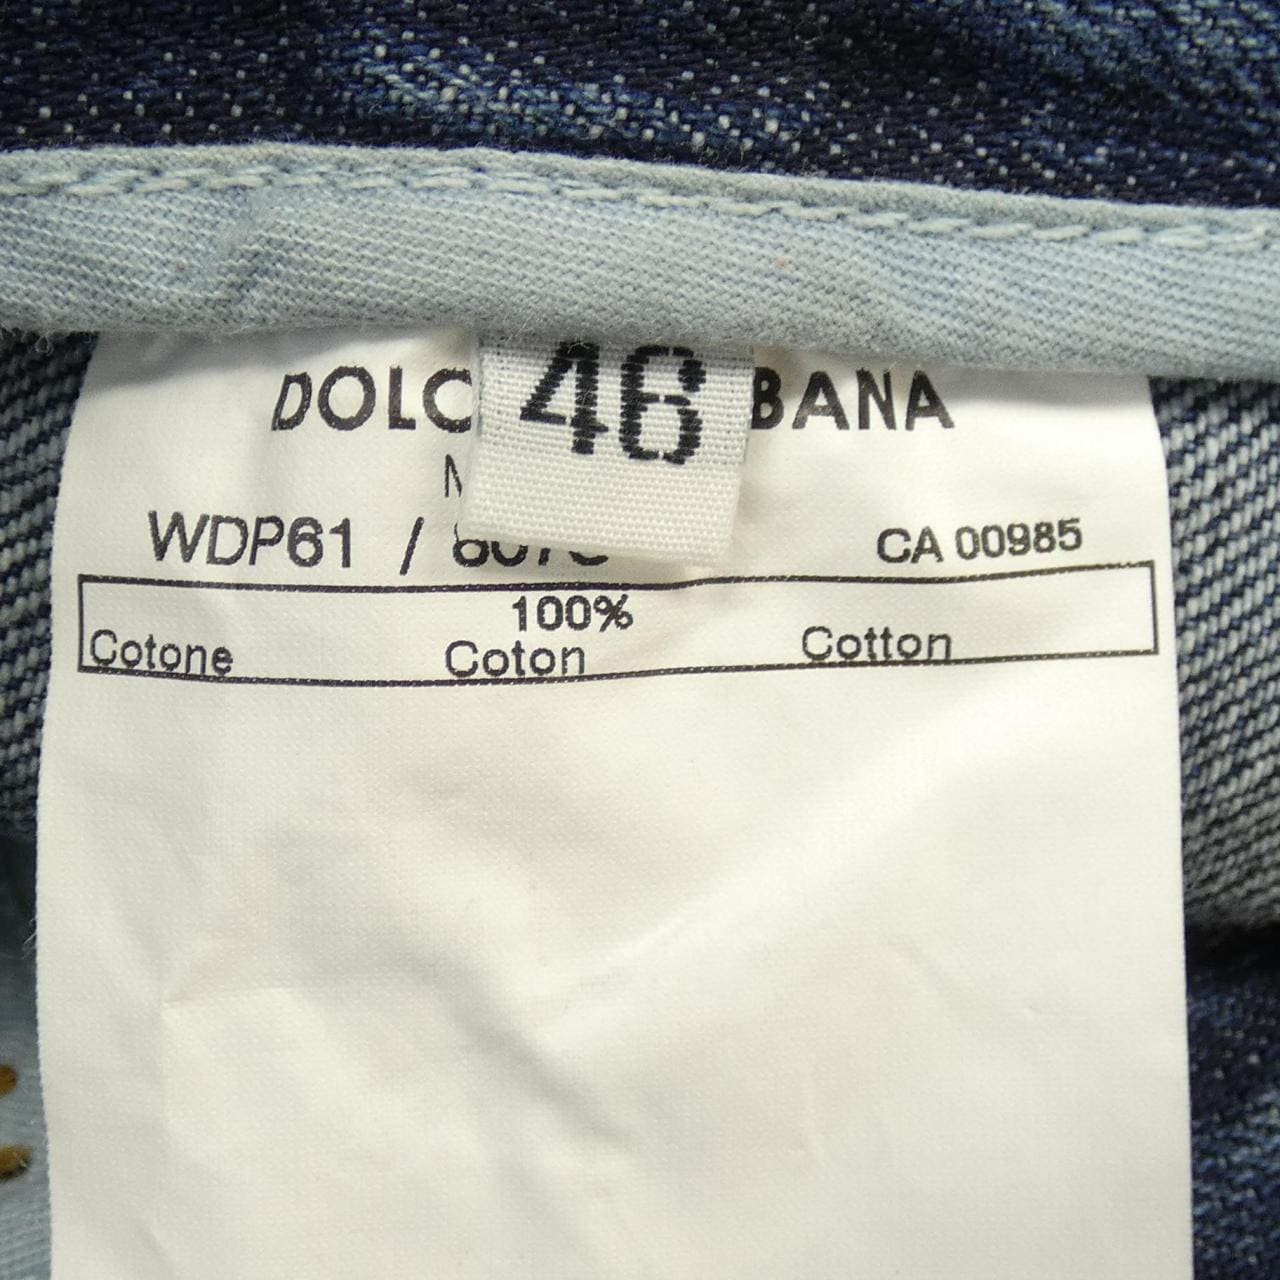 46
DOLC BANA
WDP61 / CA 00985
100%
Cotone Coton Cotton